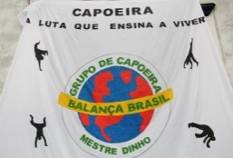 CAPOEIRA
A LUTA QUE ENSINA A VIVER
GRUPO DE CAPOEIRA
BALANÇA BRASIL
MESTRE DINHO